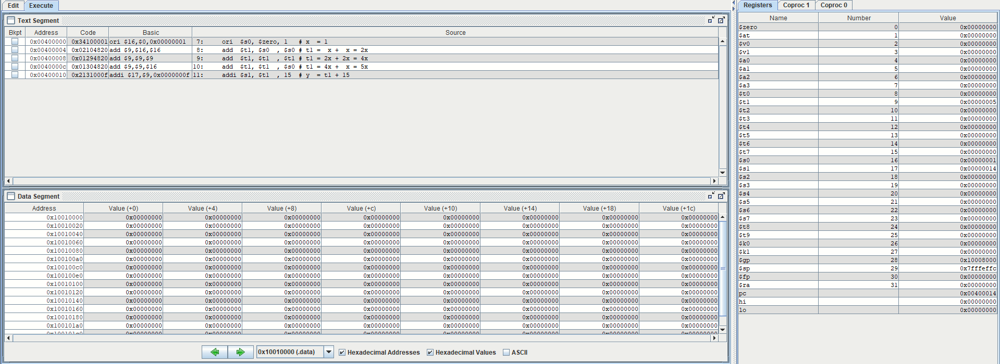 Edit Execute
Text Segment
Bkpt Address Code Basic Source
0x00400000 0x34100001 ori $16,$0,0x00000001 7: ori $s0, $zero, 1 # x = 1
0x00400004 0x02104820 add $9,$16,$16 8: add $t1, $s0 , $s0 # t1 = x + x = 2x
0x00400008 0x01294820 add $9,$9,$9 9: add $t1, $t1 , $t1 # t1 = 2x + 2x = 4x
0x0040000c 0x01304820 add $9,$9,$16 10: add $t1, $t1 , $s0 # t1 = 4x + x = 5x
0x00400010 0x2131000f addi $17,$9,0x0000000f 11: addi $s1, $t1 , 15 # y = t1 + 15
Data Segment
Address Value (+0) Value (+4) Value (+8) Value (+c) Value (+10) Value (+14) Value (+18) Value (+1c)
0x10010000 0x00000000 0x00000000 0x00000000 0x00000000 0x00000000 0x00000000 0x00000000 0x00000000
0x10010020 0x00000000 0x00000000 0x00000000 0x00000000 0x00000000 0x00000000 0x00000000 0x00000000
0x10010040 0x00000000 0x00000000 0x00000000 0x00000000 0x00000000 0x00000000 0x00000000 0x00000000
0x10010060 0x00000000 0x00000000 0x00000000 0x00000000 0x00000000 0x00000000 0x00000000 0x00000000
0x10010080 0x00000000 0x00000000 0x00000000 0x00000000 0x00000000 0x00000000 0x00000000 0x00000000
0x100100a0 0x00000000 0x00000000 0x00000000 0x00000000 0x00000000 0x00000000 0x00000000 0x00000000
0x100100c0 0x00000000 0x00000000 0x00000000 0x00000000 0x00000000 0x00000000 0x00000000 0x00000000
0x100100e0 0x00000000 0x00000000 0x00000000 0x00000000 0x00000000 0x00000000 0x00000000 0x00000000
0x10010100 0x00000000 0x00000000 0x00000000 0x00000000 0x00000000 0x00000000 0x00000000 0x00000000
0x10010120 0x00000000 0x00000000 0x00000000 0x00000000 0x00000000 0x00000000 0x00000000 0x00000000
0x10010140 0x00000000 0x00000000 0x00000000 0x00000000 0x00000000 0x00000000 0x00000000 0x00000000
0x10010160 0x00000000 0x00000000 0x00000000 0x00000000 0x00000000 0x00000000 0x00000000 0x00000000
0x10010180 0x00000000 0x00000000 0x00000000 0x00000000 0x00000000 0x00000000 0x00000000 0x00000000
0x100101a0 0x00000000 0x00000000 0x00000000 0x00000000 0x00000000 0x00000000 0x00000000 0x00000000
0x10010000 (.data) Hexadecimal Addresses Hexadecimal Values ASCII
Registers Coproc 1 Coproc 0
Name Number Value
$zero 0 0x00000000
$at 1 0x00000000
$v0 2 0x00000000
$v1 3 0x00000000
$a0 4 0x00000000
$a1 5 0x00000000
$a2 6 0x00000000
$a3 7 0x00000000
$t0 8 0x00000000
$t1 9 0x00000005
$t2 10 0x00000000
$t3 11 0x00000000
$t4 12 0x00000000
$t5 13 0x00000000
$t6 14 0x00000000
$t7 15 0x00000000
$s0 16 0x00000001
$s1 17 0x00000014
$s2 18 0x00000000
$s3 19 0x00000000
$s4 20 0x00000000
$s5 21 0x00000000
$s6 22 0x00000000
$s7 23 0x00000000
$t8 24 0x00000000
$t9 25 0x00000000
$k0 26 0x00000000
$k1 27 0x00000000
$gp 28 0x10008000
$sp 29 0x7fffeffc
$fp 30 0x00000000
$ra 31 0x00000000
pc 0x00400014
hi 0x00000000
lo 0x00000000